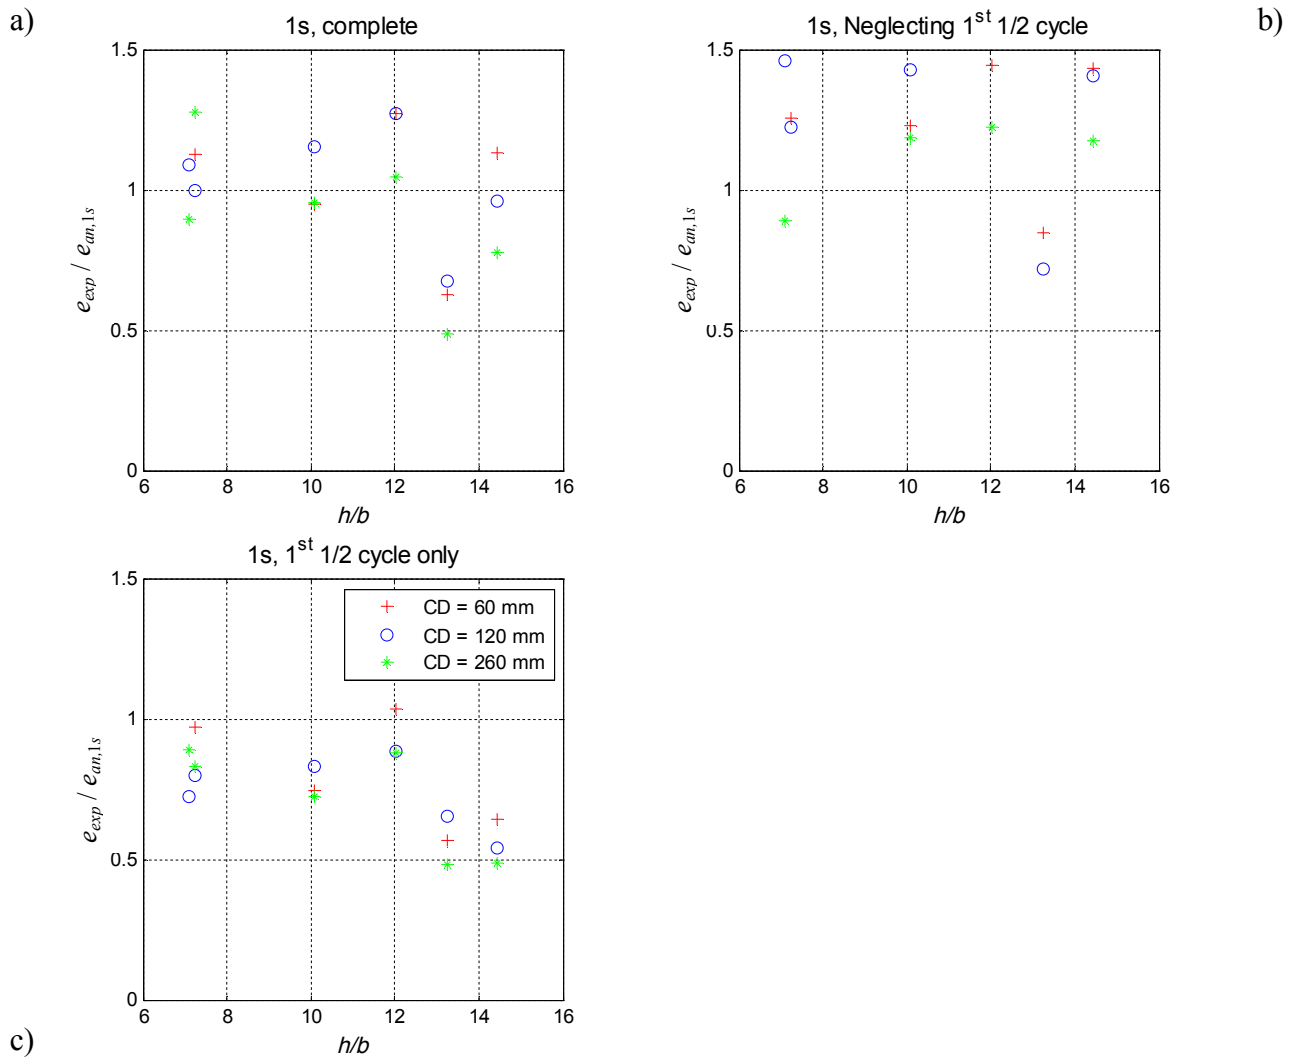 a)
1s, complete
1.5
1
0.5
0
e_exp / e_an,1s
6 8 10 12 14 16
h/b
b)
1s, Neglecting 1st 1/2 cycle
1.5
1
0.5
0
e_exp / e_an,1s
6 8 10 12 14 16
h/b
c)
1s, 1st 1/2 cycle only
1.5
1
0.5
0
e_exp / e_an,1s
CD = 60 mm
CD = 120 mm
CD = 260 mm
6 8 10 12 14 16
h/b